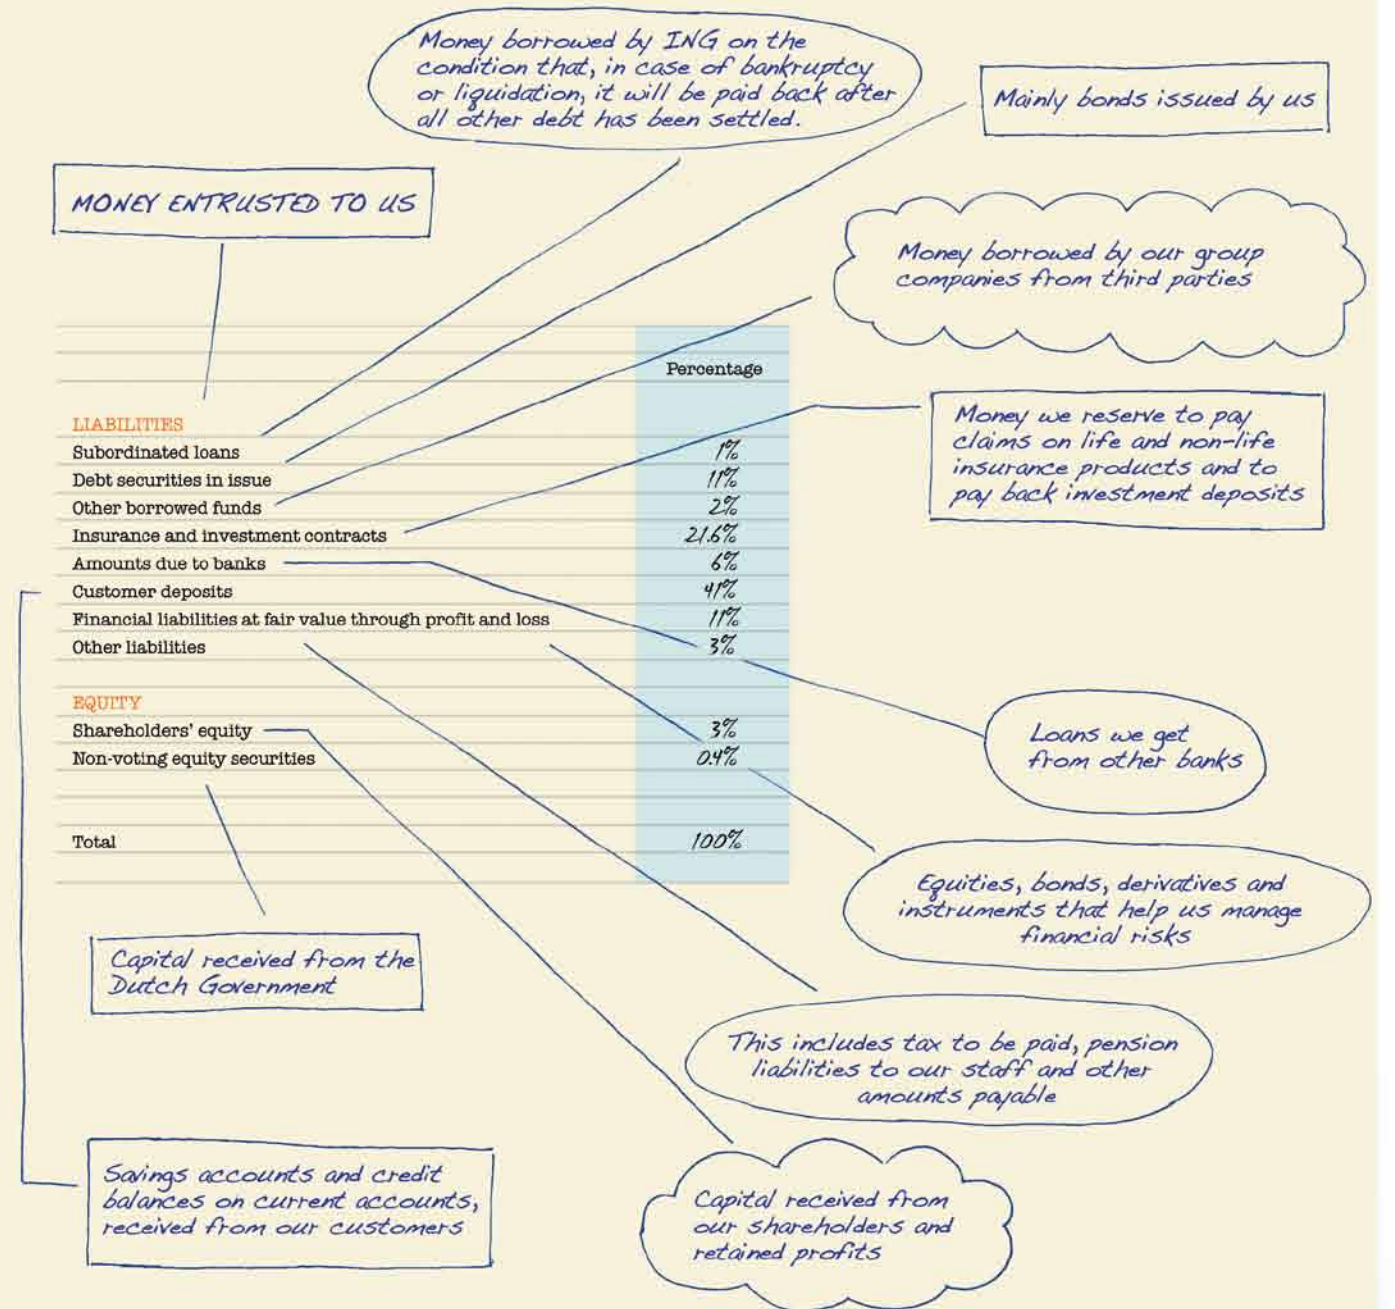 Money borrowed by ING on the
condition that, in case of bankruptcy
or liquidation, it will be paid back after
all other debt has been settled.
Mainly bonds issued by us
MONEY ENTRUSTED TO US
Money borrowed by our group
companies from third parties
Percentage
Money we reserve to pay
claims on life and non-life
insurance products and to
pay back investment deposits
LIABILITIES
Subordinated loans 1%
Debt securities in issue 11%
Other borrowed funds 2%
Insurance and investment contracts 21.6%
Amounts due to banks 6%
Customer deposits 41%
Financial liabilities at fair value through profit and loss 11%
Other liabilities 3%
EQUITY
Shareholders' equity 3%
Non-voting equity securities 0.4%
Total 100%
Loans we get
from other banks
Equities, bonds, derivatives and
instruments that help us manage
financial risks
Capital received from the
Dutch Government
This includes tax to be paid, pension
liabilities to our staff and other
amounts payable
Savings accounts and credit
balances on current accounts,
received from our customers
Capital received from
our shareholders and
retained profits